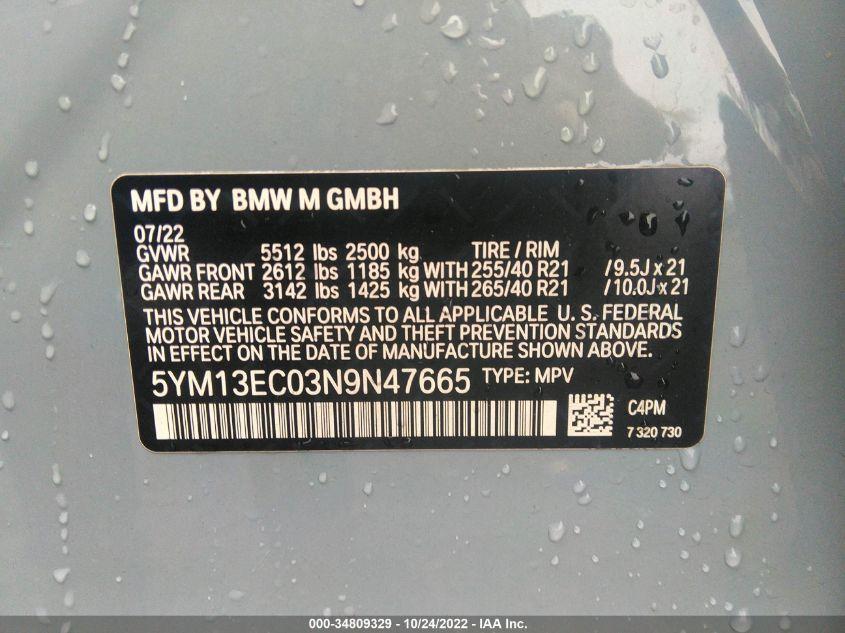 MFD BY BMW M GMBH
07/22
GVWR 5512 lbs 2500 kg TIRE / RIM
GAWR FRONT 2612 lbs 1185 kg WITH 255/40 R21 / 9.5J x 21
GAWR REAR 3142 lbs 1425 kg WITH 265/40 R21 / 10.0J x 21
THIS VEHICLE CONFORMS TO ALL APPLICABLE U. S. FEDERAL
MOTOR VEHICLE SAFETY AND THEFT PREVENTION STANDARDS
IN EFFECT ON THE DATE OF MANUFACTURE SHOWN ABOVE.
5YM13EC03N9N47665 TYPE: MPV
C4PM
7 320 730
000-34809329 - 10/24/2022 - IAA Inc.